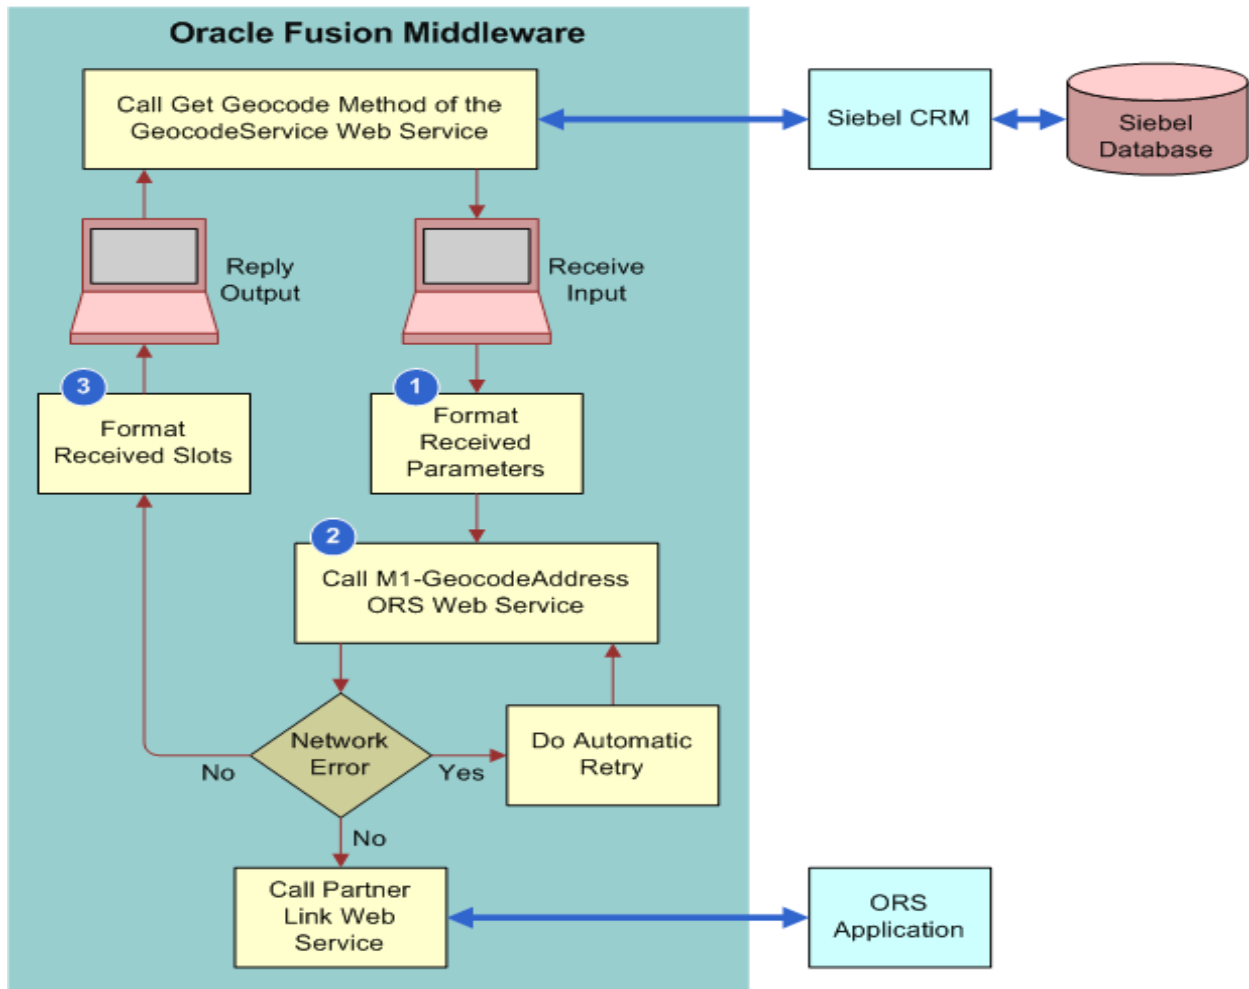 Oracle Fusion Middleware
Call Get Geocode Method of the
GeocodeService Web Service
Siebel CRM
Siebel
Database
Reply
Output
Receive
Input
3
Format
Received Slots
1
Format
Received
Parameters
2
Call M1-GeocodeAddress
ORS Web Service
Network
Error
No
Yes
Do Automatic
Retry
No
Call Partner
Link Web
Service
ORS
Application